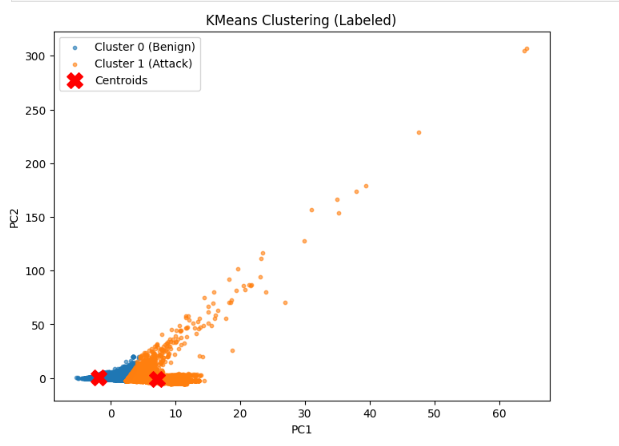 KMeans Clustering (Labeled)
Cluster 0 (Benign)
Cluster 1 (Attack)
Centroids
300
250
200
150
100
50
0
PC2
0 10 20 30 40 50 60
PC1